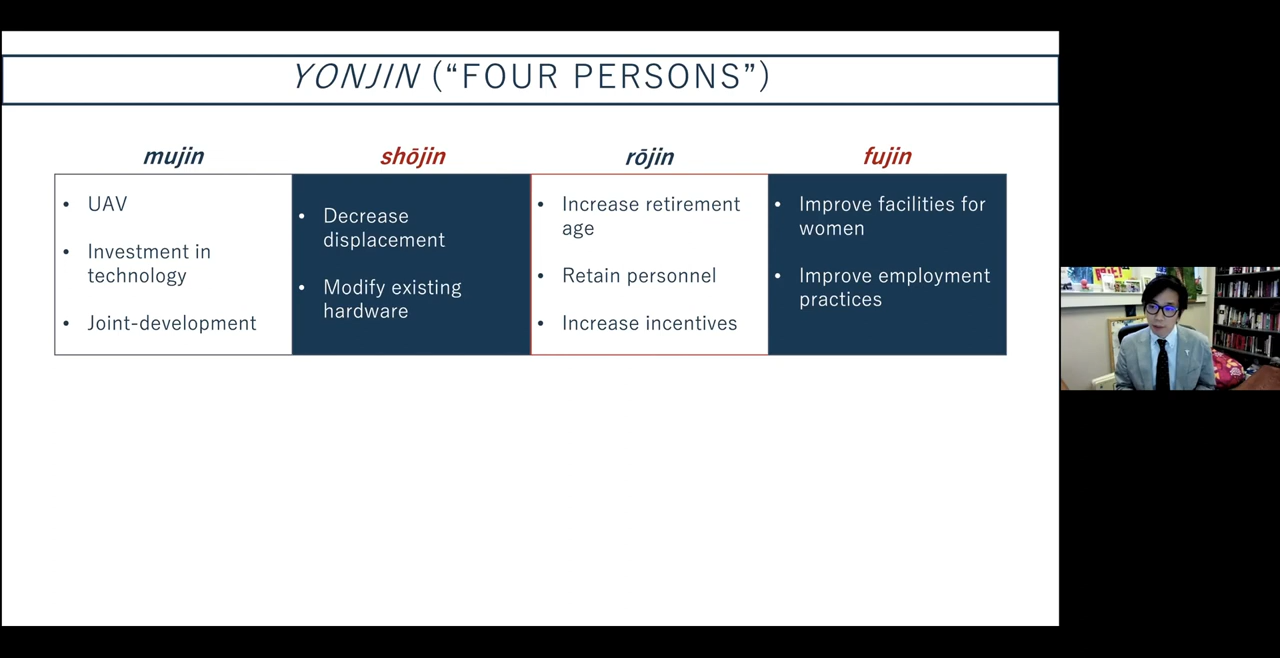 YONJIN (“FOUR PERSONS”)
mujin
shōjin
rōjin
fujin
• UAV
• Investment in
technology
• Joint-development
• Decrease
displacement
• Modify existing
hardware
• Increase retirement
age
• Retain personnel
• Increase incentives
• Improve facilities for
women
• Improve employment
practices